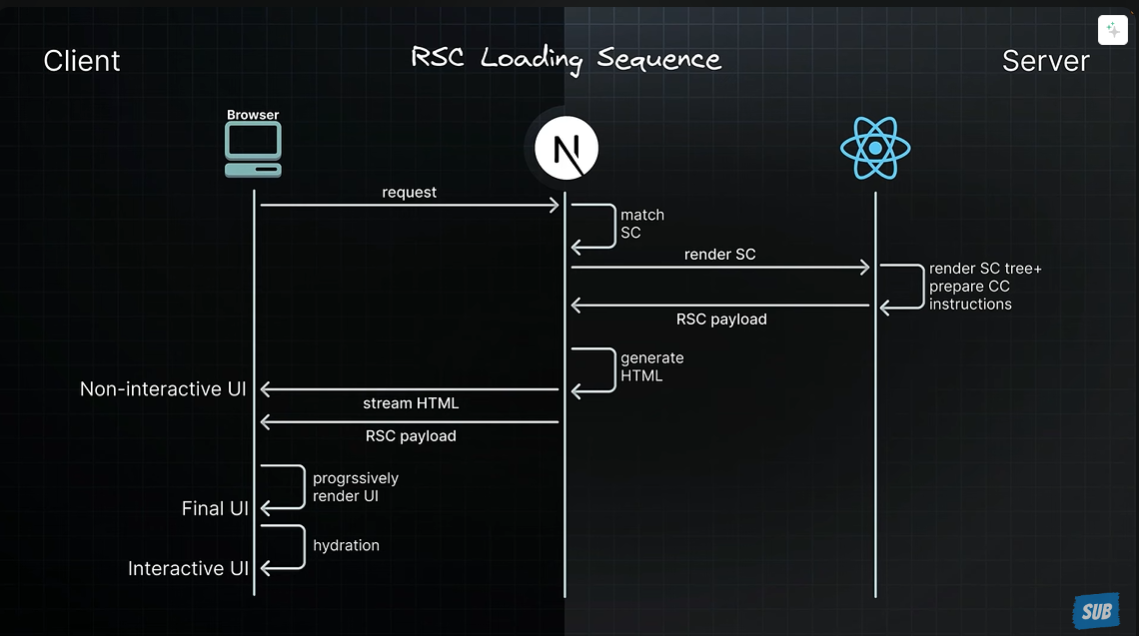 Client
RSC Loading Sequence
Server
Browser
N
request
match
SC
render SC
render SC tree+
prepare CC
instructions
RSC payload
generate
HTML
Non-interactive UI
stream HTML
RSC payload
progrssively
render UI
Final UI
hydration
Interactive UI
SUB